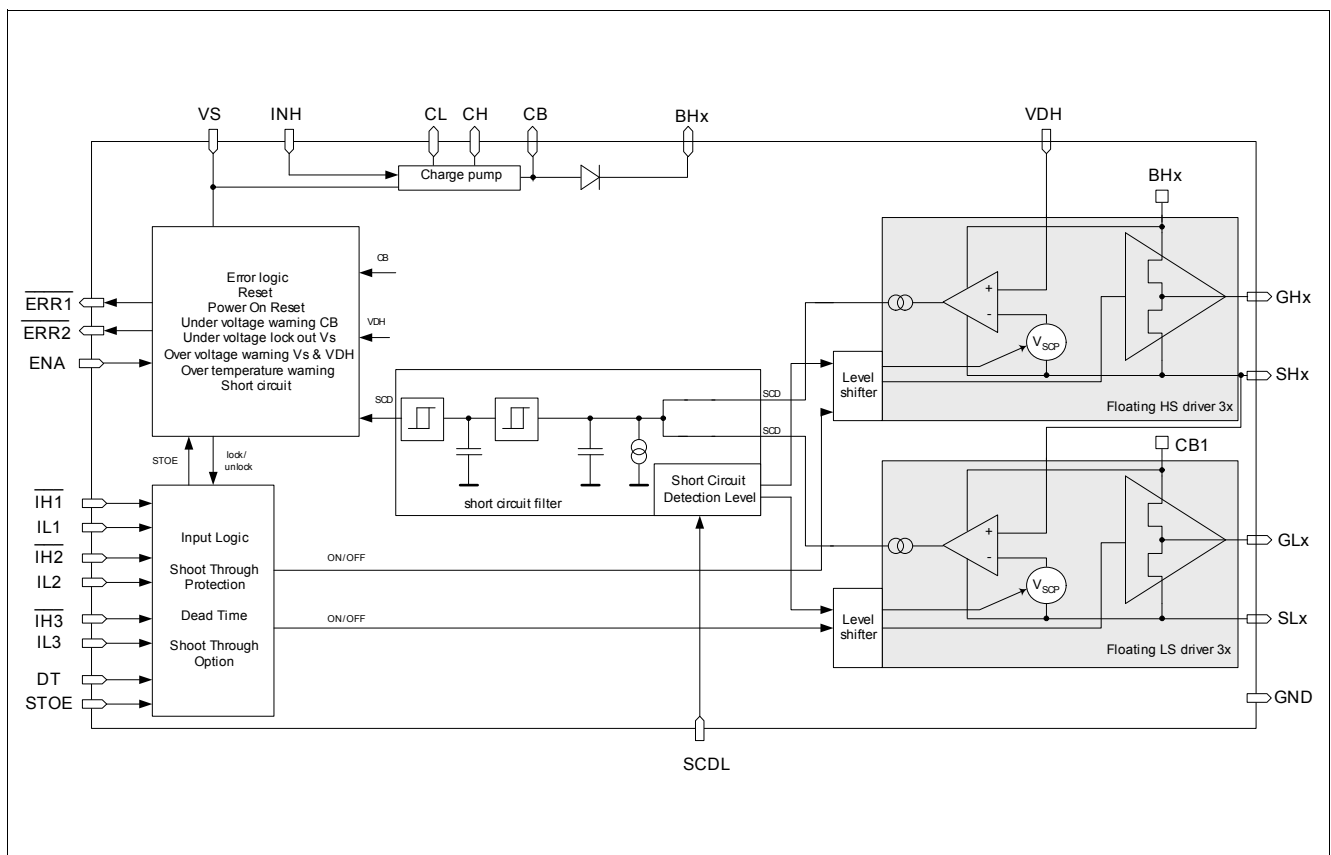 VS
INH
CL
CH
CB
BHx
VDH
Charge pump
BHx
Error logic
Reset
Power On Reset
Under voltage warning CB
Under voltage lock out Vs
Over voltage warning Vs & VDH
Over temperature warning
Short circuit
CB
VDH
ERR1
ERR2
ENA
+
-
VSCP
GHx
SHx
Level
shifter
Floating HS driver 3x
SCD
SCD
SCD
Short Circuit
Detection Level
short circuit filter
STOE
lock/
unlock
CB1
IH1
IL1
IH2
IL2
IH3
IL3
DT
STOE
Input Logic
Shoot Through
Protection
Dead Time
Shoot Through
Option
ON/OFF
ON/OFF
+
-
VSCP
GLx
SLx
Level
shifter
Floating LS driver 3x
GND
SCDL